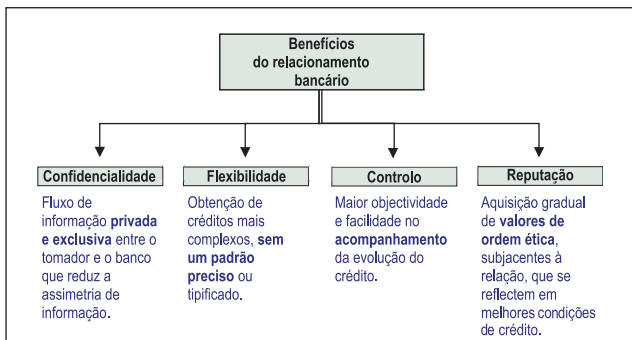 Benefícios
do relacionamento
bancário
Confidencialidade
Fluxo de
informação privada
e exclusiva entre o
tomador e o banco
que reduz a
assimetria de
informação.
Flexibilidade
Obtenção de
créditos mais
complexos, sem
um padrão
preciso ou
tipificado.
Controlo
Maior objectividade
e facilidade no
acompanhamento
da evolução do
crédito.
Reputação
Aquisição gradual
de valores de
ordem ética,
subjacentes à
relação, que se
reflectem em
melhores condições
de crédito.